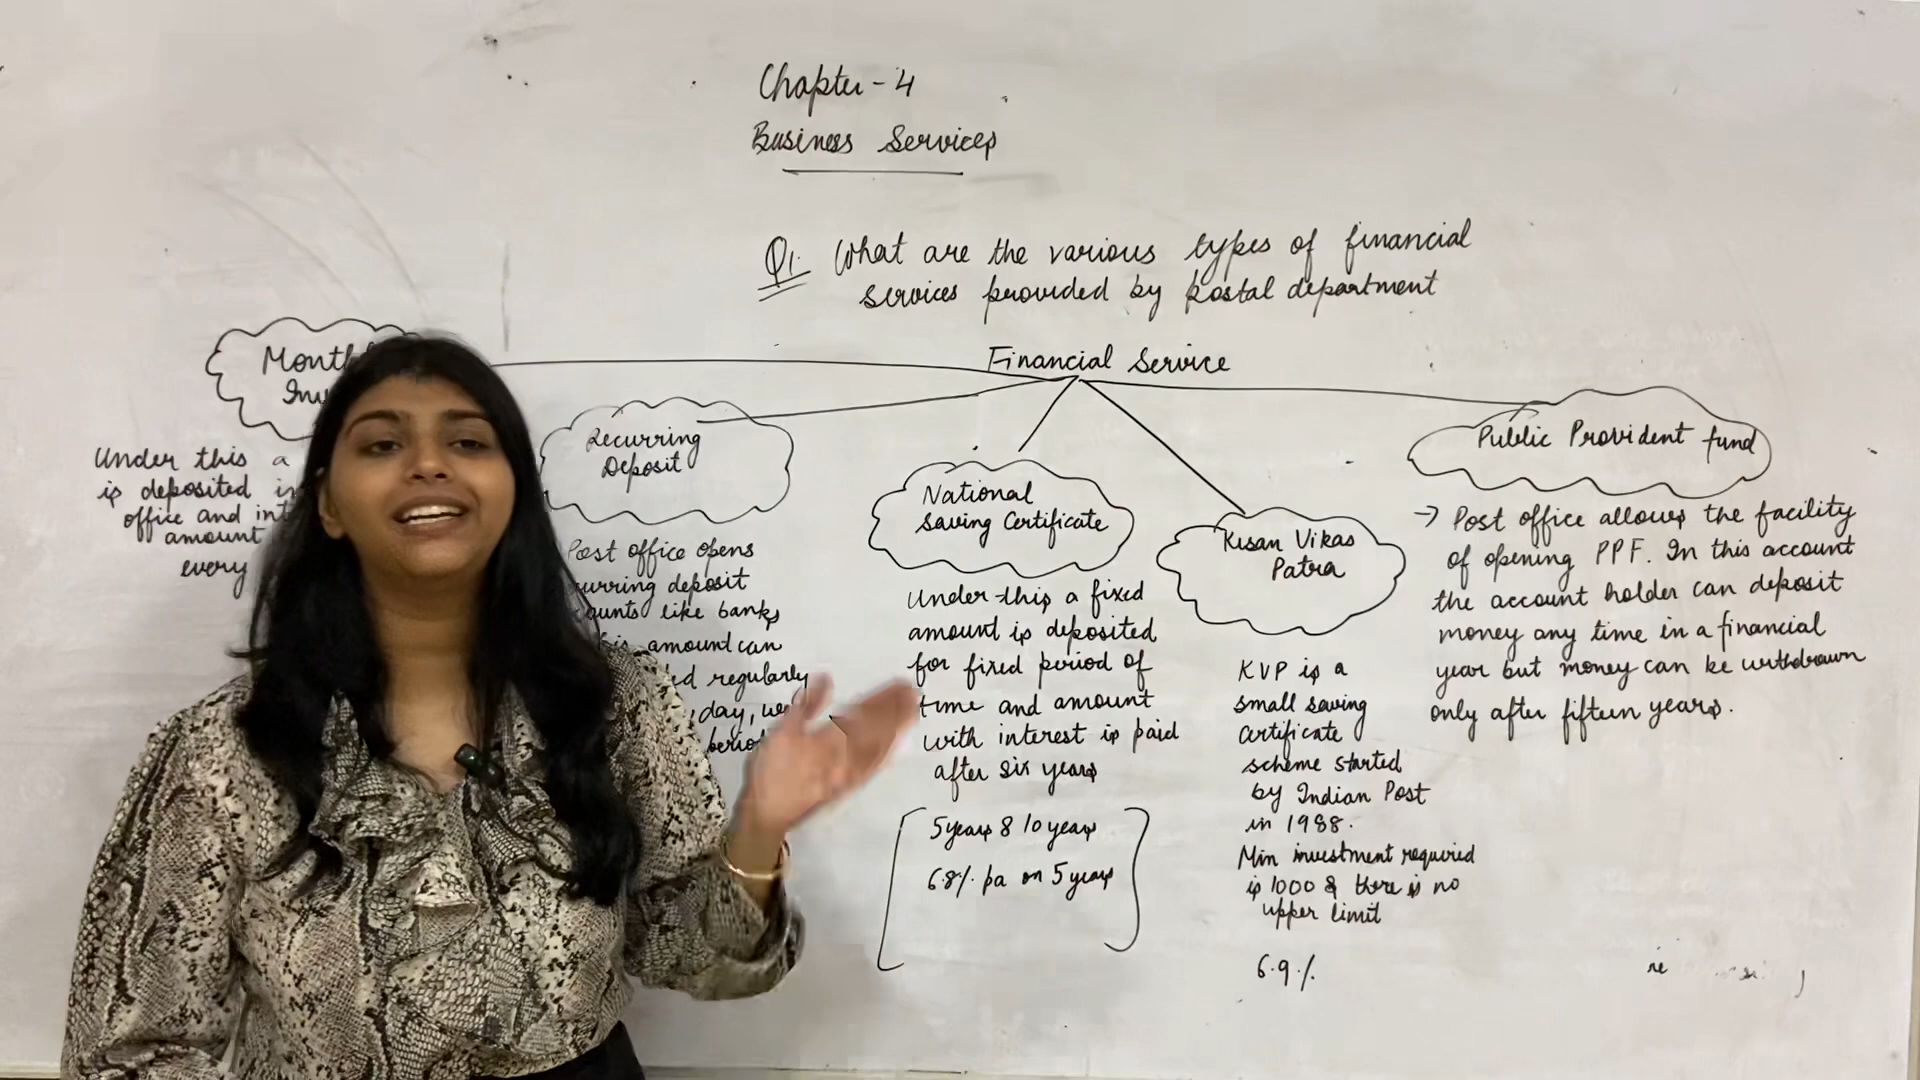 Chapter-4
Business Services
Q1. What are the various types of financial
services provided by postal department
Financial Service
Under this a
is deposited
office and
amount
every
Recurring
Deposit
Post office opens
deposit
like banks
amount can
regularly
day,
National
Saving Certificate
Under this a fixed
amount is deposited
for fixed period of
time and amount
with interest is paid
after six years
5 years & 10 years
6.8% pa on 5 years
Kisan Vikas
Patra
KVP is a
small saving
certificate
scheme started
by Indian Post
in 1988.
Min investment required
is 1000 & there is no
upper limit
6.9%
Public Provident fund
→ Post office allows the facility
of opening PPF. In this account
the account holder can deposit
money any time in a financial
year but money can be withdrawn
only after fifteen years.